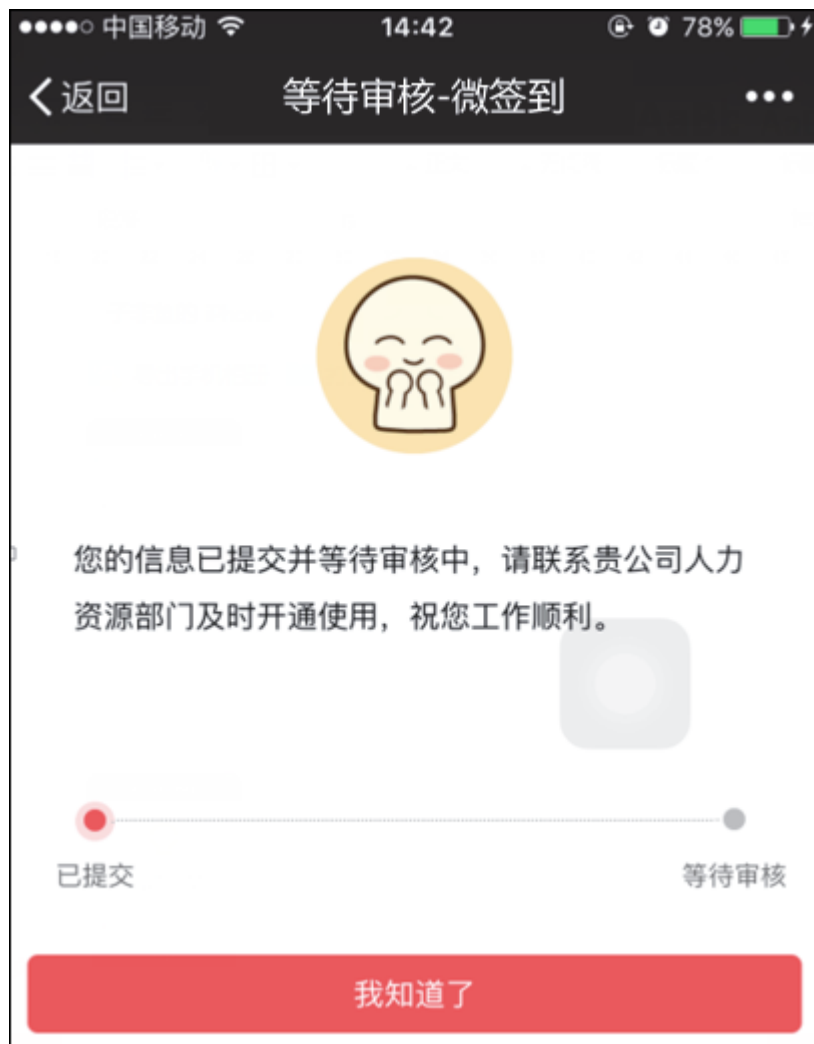 中国移动 14:42 78%
返回 等待审核-微签到
您的信息已提交并等待审核中，请联系贵公司人力
资源部门及时开通使用，祝您工作顺利。
已提交 等待审核
我知道了